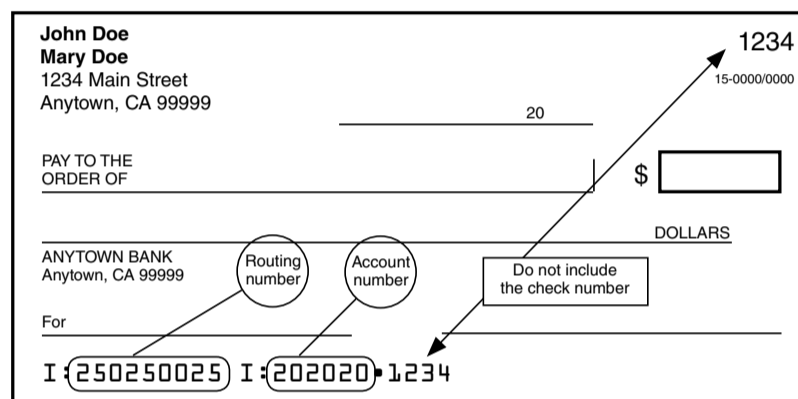 John Doe
Mary Doe
1234 Main Street
Anytown, CA 99999
1234
15-0000/0000
20
PAY TO THE
ORDER OF
$
DOLLARS
ANYTOWN BANK
Anytown, CA 99999
Routing
number
Account
number
Do not include
the check number
For
I:250250025 I:202020•1234